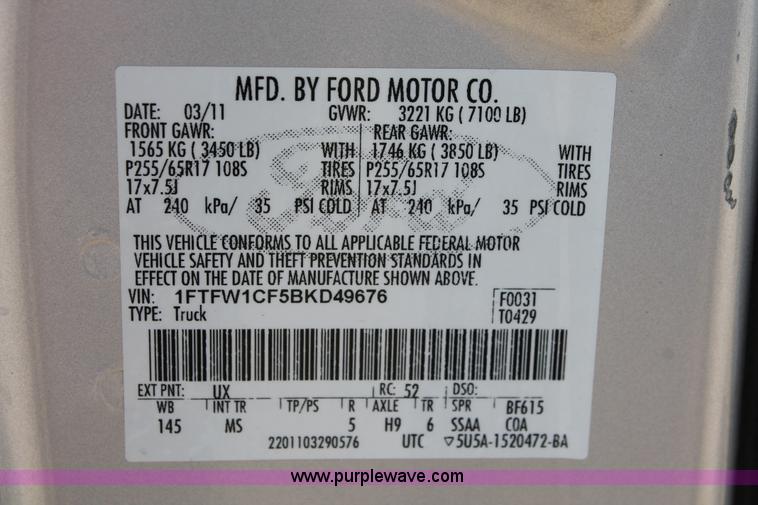 MFD. BY FORD MOTOR CO.
DATE: 03/11 GVWR: 3221 KG ( 7100 LB)
FRONT GAWR: REAR GAWR:
1565 KG ( 3450 LB) WITH 1746 KG ( 3850 LB) WITH
P255/65R17 108S TIRES P255/65R17 108S TIRES
17x7.5J RIMS 17x7.5J RIMS
AT 240 kPa/ 35 PSI COLD AT 240 kPa/ 35 PSI COLD
THIS VEHICLE CONFORMS TO ALL APPLICABLE FEDERAL MOTOR
VEHICLE SAFETY AND THEFT PREVENTION STANDARDS IN
EFFECT ON THE DATE OF MANUFACTURE SHOWN ABOVE.
VIN: 1FTFW1CF5BKD49676 F0031
TYPE: Truck T0429
EXT PNT: UX RC: 52 DSO:
WB INT TR TP/PS R AXLE TR SPR BF615
145 MS 5 H9 6 SSAA COA
2201103290576 UTC ▽5U5A-1520472-BA
www.purplewave.com